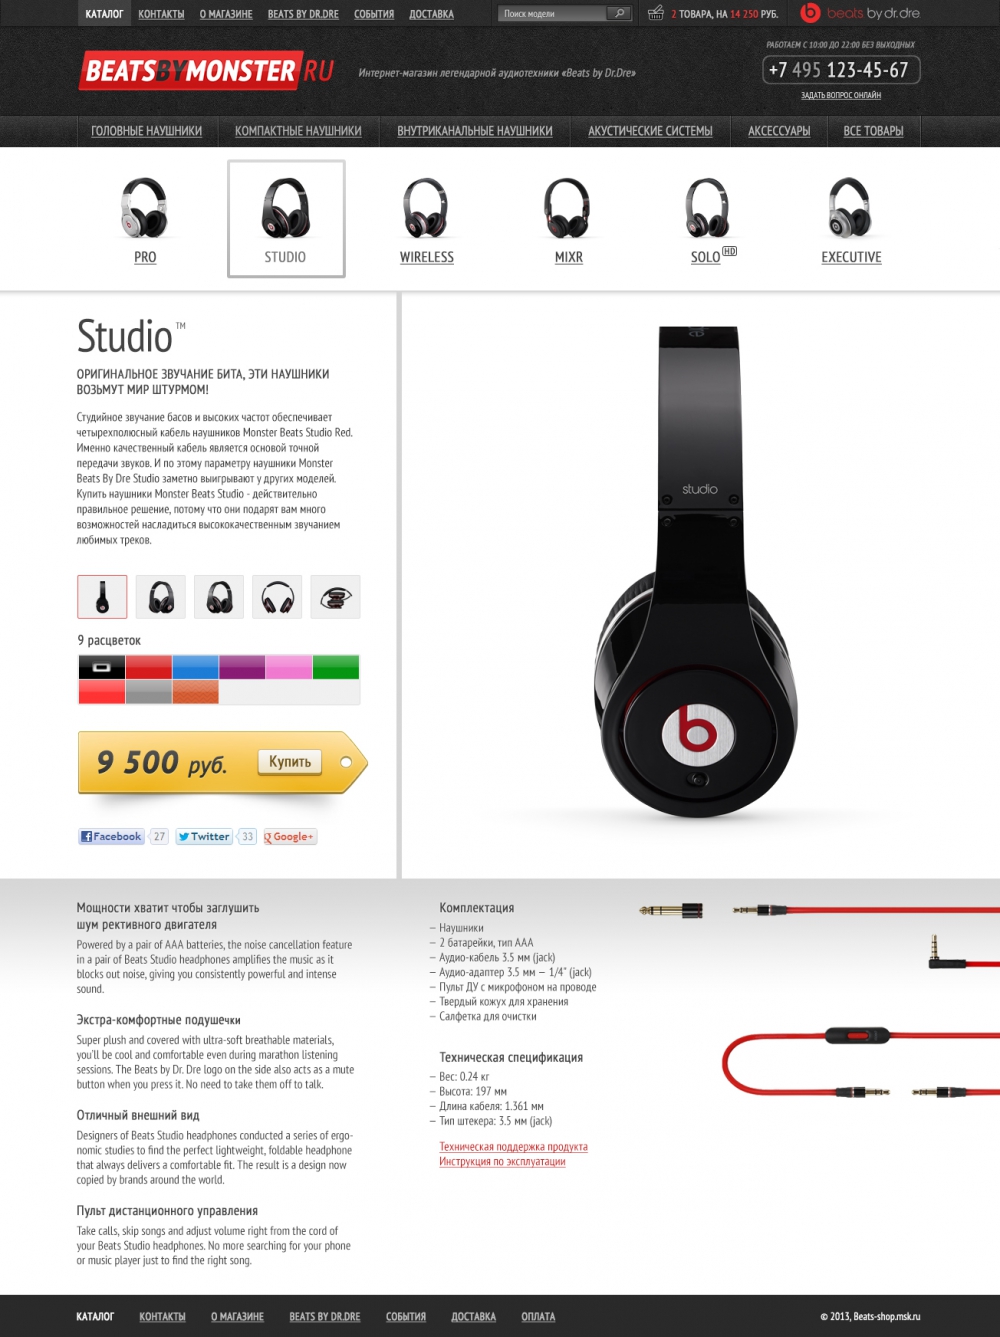 КАТАЛОГ КОНТАКТЫ О МАГАЗИНЕ BEATS BY DR.DRE СОБЫТИЯ ДОСТАВКА
Поиск модели
2 ТОВАРА, НА 14 250 РУБ.
beats by dr. dre
BEATSBYMONSTER RU
Интернет-магазин легендарной аудиотехники «Beats by Dr.Dre»
РАБОТАЕМ С 10:00 ДО 22:00 БЕЗ ВЫХОДНЫХ
+7 495 123-45-67
ЗАДАТЬ ВОПРОС ОНЛАЙН
ГОЛОВНЫЕ НАУШНИКИ КОМПАКТНЫЕ НАУШНИКИ ВНУТРИКАНАЛЬНЫЕ НАУШНИКИ АКУСТИЧЕСКИЕ СИСТЕМЫ АКСЕССУАРЫ ВСЕ ТОВАРЫ
PRO STUDIO WIRELESS MIXR SOLO HD EXECUTIVE
Studio™
ОРИГИНАЛЬНОЕ ЗВУЧАНИЕ БИТА, ЭТИ НАУШНИКИ
ВОЗЬМУТ МИР ШТУРМОМ!
Студийное звучание басов и высоких частот обеспечивает
четырехполюсный кабель наушников Monster Beats Studio Red.
Именно качественный кабель является основой точной
передачи звуков. И по этому параметру наушники Monster
Beats By Dre Studio заметно выигрывают у других моделей.
Купить наушники Monster Beats Studio - действительно
правильное решение, потому что они подарят вам много
возможностей насладиться высококачественным звучанием
любимых треков.
studio
9 расцветок
9 500 руб.
Купить
Facebook 27 Twitter 33 Google+
Мощности хватит чтобы заглушить
шум рективного двигателя
Powered by a pair of AAA batteries, the noise cancellation feature
in a pair of Beats Studio headphones amplifies the music as it
blocks out noise, giving you consistently powerful and intense
sound.
Экстра-комфортные подушечки
Super plush and covered with ultra-soft breathable materials,
you'll be cool and comfortable even during marathon listening
sessions. The Beats by Dr. Dre logo on the side also acts as a mute
button when you press it. No need to take them off to talk.
Отличный внешний вид
Designers of Beats Studio headphones conducted a series of ergo-
nomic studies to find the perfect lightweight, foldable headphone
that always delivers a comfortable fit. The result is a design now
copied by brands around the world.
Пульт дистанционного управления
Take calls, skip songs and adjust volume right from the cord of
your Beats Studio headphones. No more searching for your phone
or music player just to find the right song.
Комплектация
— Наушники
— 2 батарейки, тип AAA
— Аудио-кабель 3.5 мм (jack)
— Аудио-адаптер 3.5 мм — 1/4" (jack)
— Пульт ДУ с микрофоном на проводе
— Твердый кожух для хранения
— Салфетка для очистки
Техническая спецификация
— Вес: 0.24 кг
— Высота: 197 мм
— Длина кабеля: 1.361 мм
— Тип штекера: 3.5 мм (jack)
Техническая поддержка продукта
Инструкция по эксплуатации
КАТАЛОГ КОНТАКТЫ О МАГАЗИНЕ BEATS BY DR.DRE СОБЫТИЯ ДОСТАВКА ОПЛАТА
© 2013, Beats-shop.msk.ru